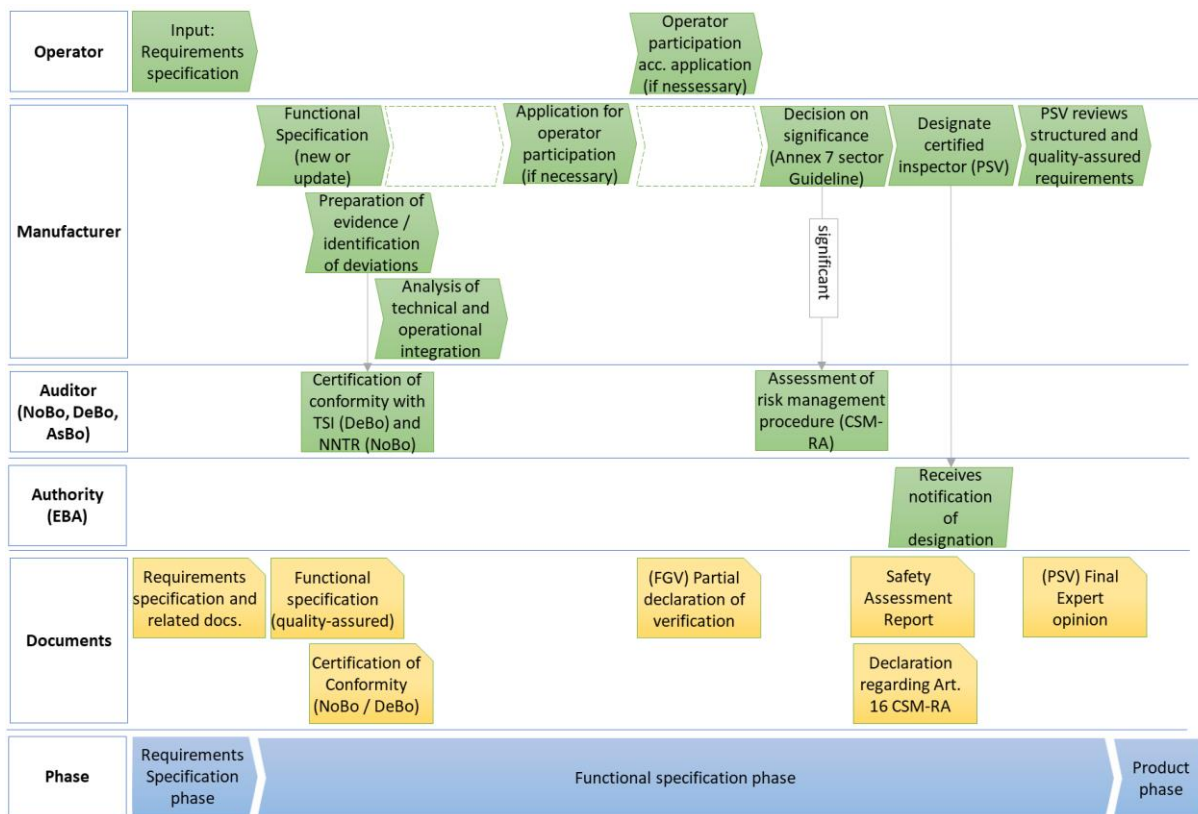 Operator
Input:
Requirements
specification
Operator
participation
acc. application
(if nessessary)
Manufacturer
Functional
Specification
(new or
update)
Application for
operator
participation
(if necessary)
Decision on
significance
(Annex 7 sector
Guideline)
Designate
certified
inspector (PSV)
PSV reviews
structured and
quality-assured
requirements
Preparation of
evidence /
identification
of deviations
significant
Analysis of
technical and
operational
integration
Auditor
(NoBo, DeBo,
AsBo)
Certification of
conformity with
TSI (DeBo) and
NNTR (NoBo)
Assessment of
risk management
procedure (CSM-
RA)
Authority
(EBA)
Receives
notification
of
designation
Documents
Requirements
specification and
related docs.
Functional
specification
(quality-assured)
(FGV) Partial
declaration of
verification
Safety
Assessment
Report
(PSV) Final
Expert
opinion
Certification of
Conformity
(NoBo / DeBo)
Declaration
regarding Art.
16 CSM-RA
Phase
Requirements
Specification
phase
Functional specification phase
Product
phase